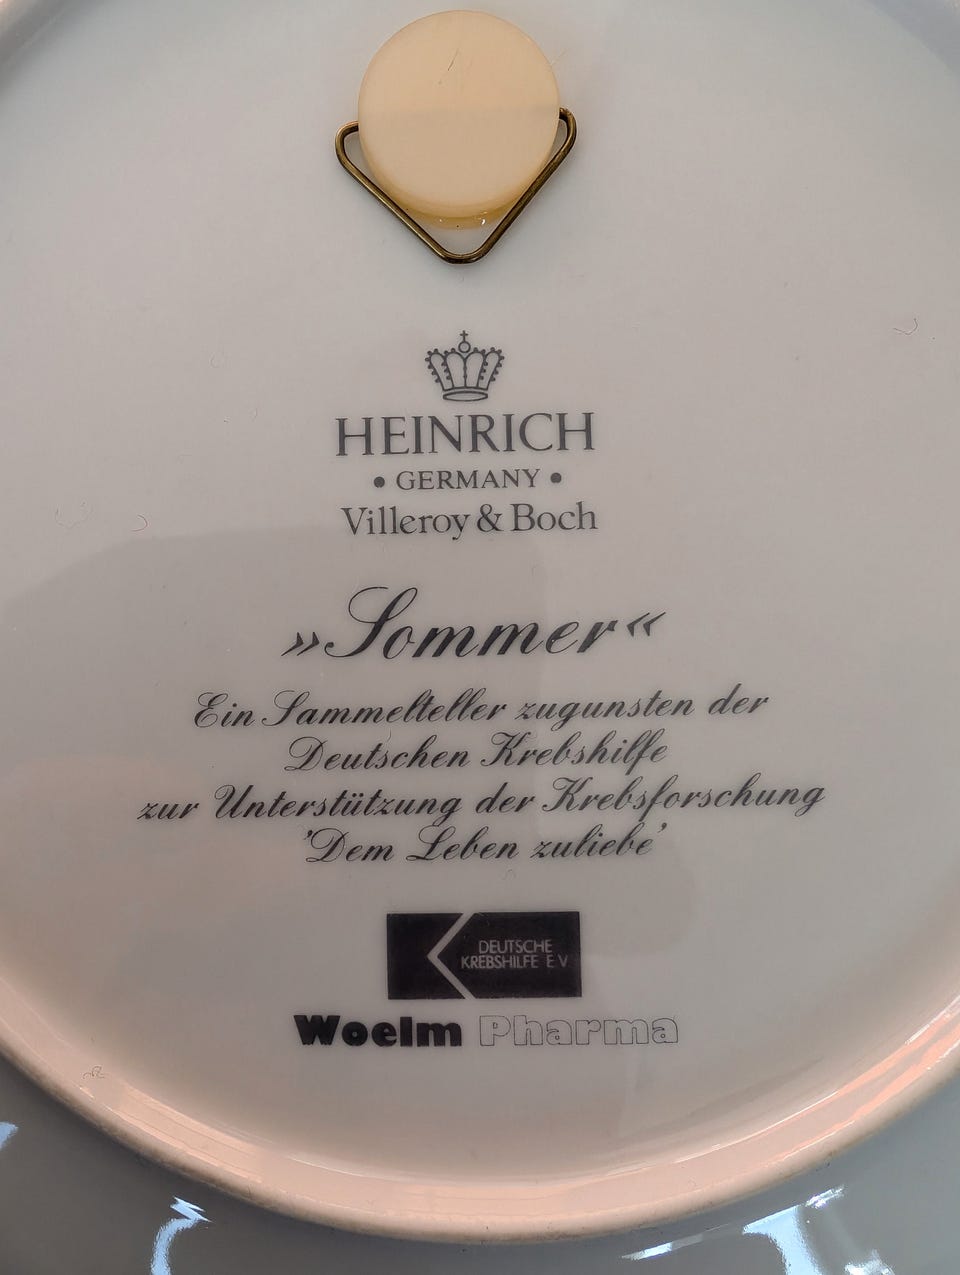 HEINRICH
• GERMANY •
Villeroy & Boch
»Sommer«
Ein Sammelteller zugunsten der
Deutschen Krebshilfe
zur Unterstützung der Krebsforschung
'Dem Leben zuliebe'
DEUTSCHE
KREBSHILFE E.V
Woelm Pharma